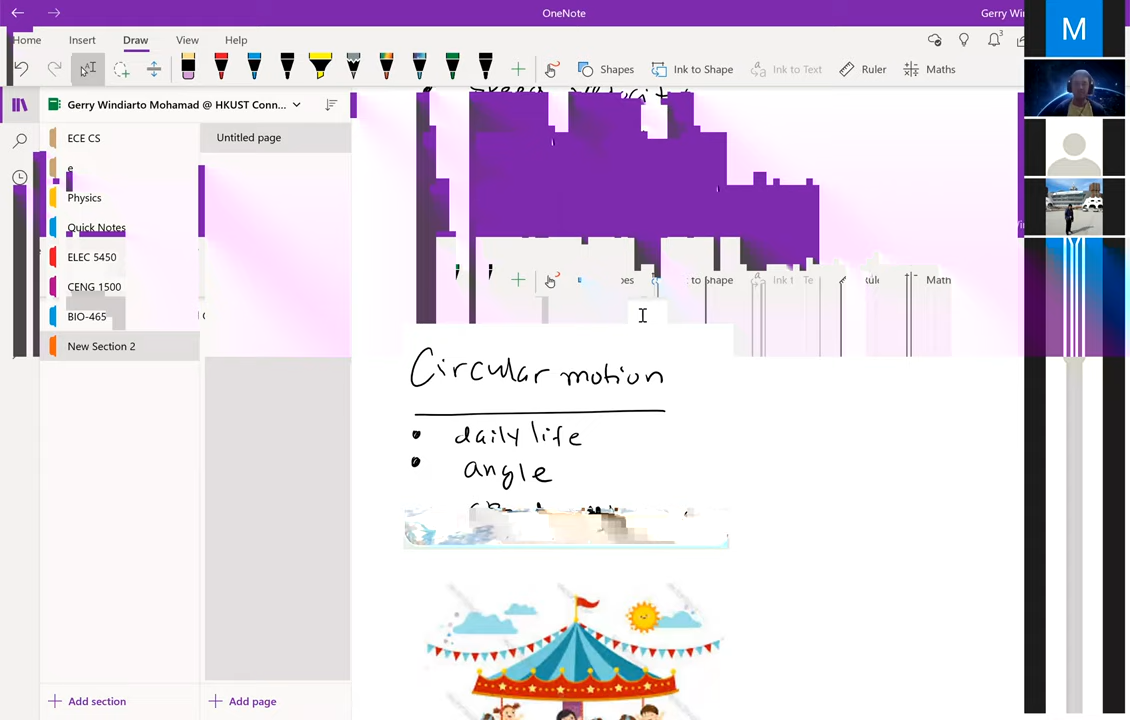 OneNote
Gerry Win
Home Insert Draw View Help
3
Shapes Ink to Shape Ink to Text Ruler Maths
Gerry Windiarto Mohamad @ HKUST Conn...
ECE CS
e
Physics
Quick Notes
ELEC 5450
CENG 1500
BIO-465
New Section 2
Untitled page
to Shape
Math
Circular motion
• daily life
• angle
+ Add section
+ Add page
M